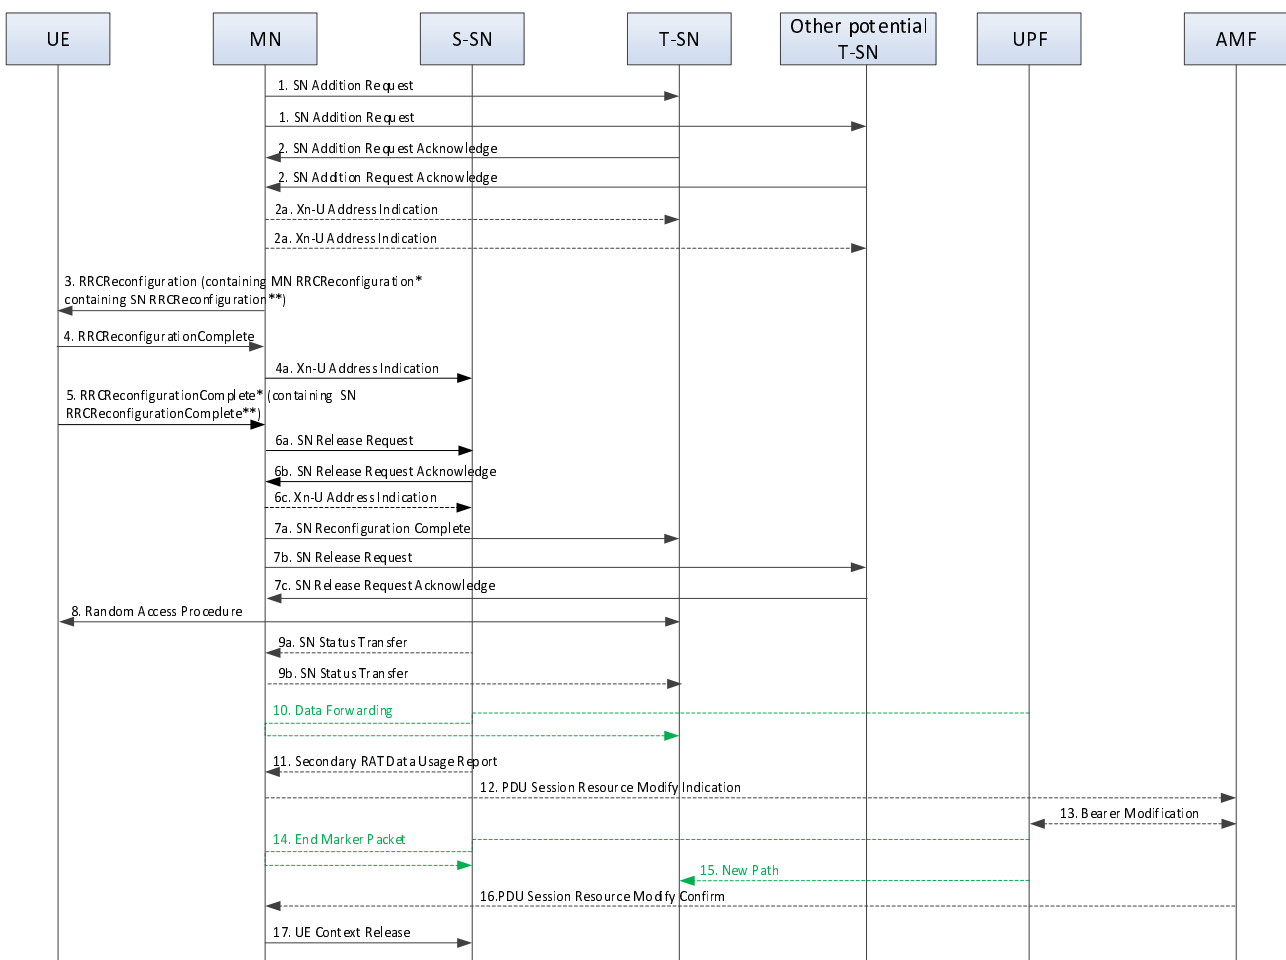 UE
MN
S-SN
T-SN
Other potential
T-SN
UPF
AMF
1. SN Addition Request
1. SN Addition Request
2. SN Addition Request Acknowledge
2. SN Addition Request Acknowledge
2a. Xn-U Address Indication
2a. Xn-U Address Indication
3. RRCReconfiguration (containing MN RRCReconfiguration*
containing SN RRCReconfiguration**)
4. RRCReconfigurationComplete
4a. Xn-U Address Indication
5. RRCReconfigurationComplete* (containing SN
RRCReconfigurationComplete**)
6a. SN Release Request
6b. SN Release Request Acknowledge
6c. Xn-U Address Indication
7a. SN Reconfiguration Complete
7b. SN Release Request
7c. SN Release Request Acknowledge
8. Random Access Procedure
9a. SN Status Transfer
9b. SN Status Transfer
10. Data Forwarding
11. Secondary RAT Data Usage Report
12. PDU Session Resource Modify Indication
13. Bearer Modification
14. End Marker Packet
15. New Path
16.PDU Session Resource Modify Confirm
17. UE Context Release